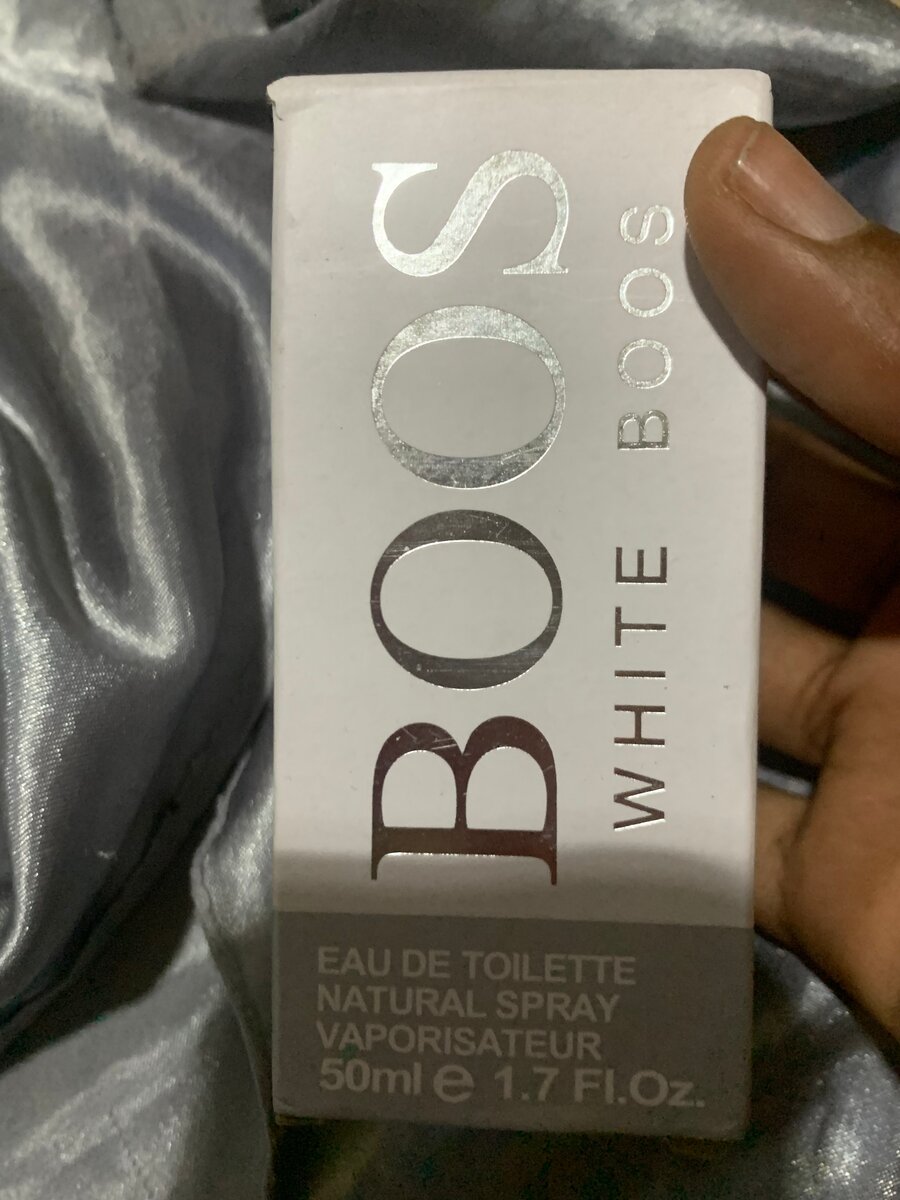 BOOS
WHITE BOOS
EAU DE TOILETTE
NATURAL SPRAY
VAPORISATEUR
50ml e 1.7 Fl.Oz.